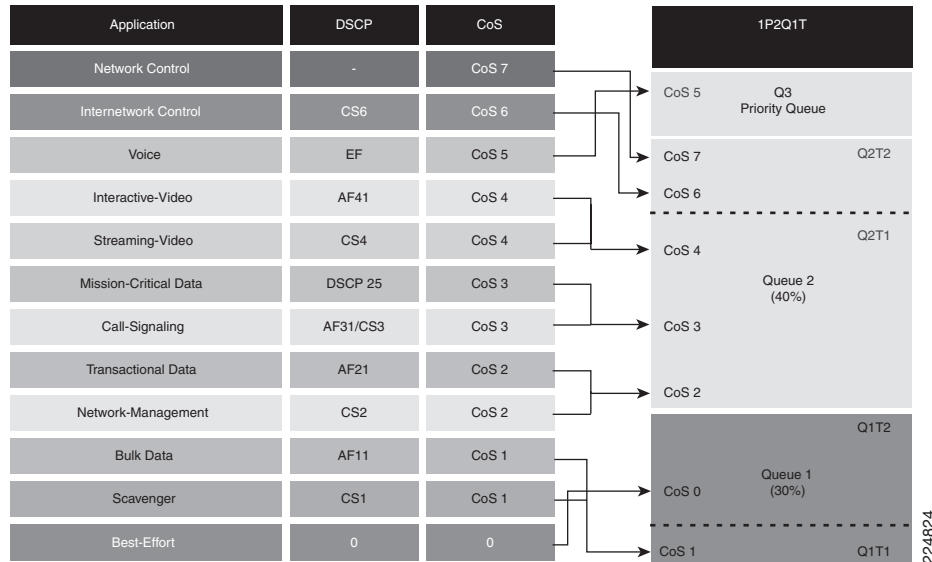 Application DSCP CoS 1P2Q1T
Network Control - CoS 7
Internetwork Control CS6 CoS 6
Voice EF CoS 5
Interactive-Video AF41 CoS 4
Streaming-Video CS4 CoS 4
Mission-Critical Data DSCP 25 CoS 3
Call-Signaling AF31/CS3 CoS 3
Transactional Data AF21 CoS 2
Network-Management CS2 CoS 2
Bulk Data AF11 CoS 1
Scavenger CS1 CoS 1
Best-Effort 0 0
CoS 5 Q3
Priority Queue
CoS 7 Q2T2
CoS 6
CoS 4 Q2T1
Queue 2
(40%)
CoS 3
CoS 2
Q1T2
Queue 1
CoS 0 (30%)
CoS 1 Q1T1
224824